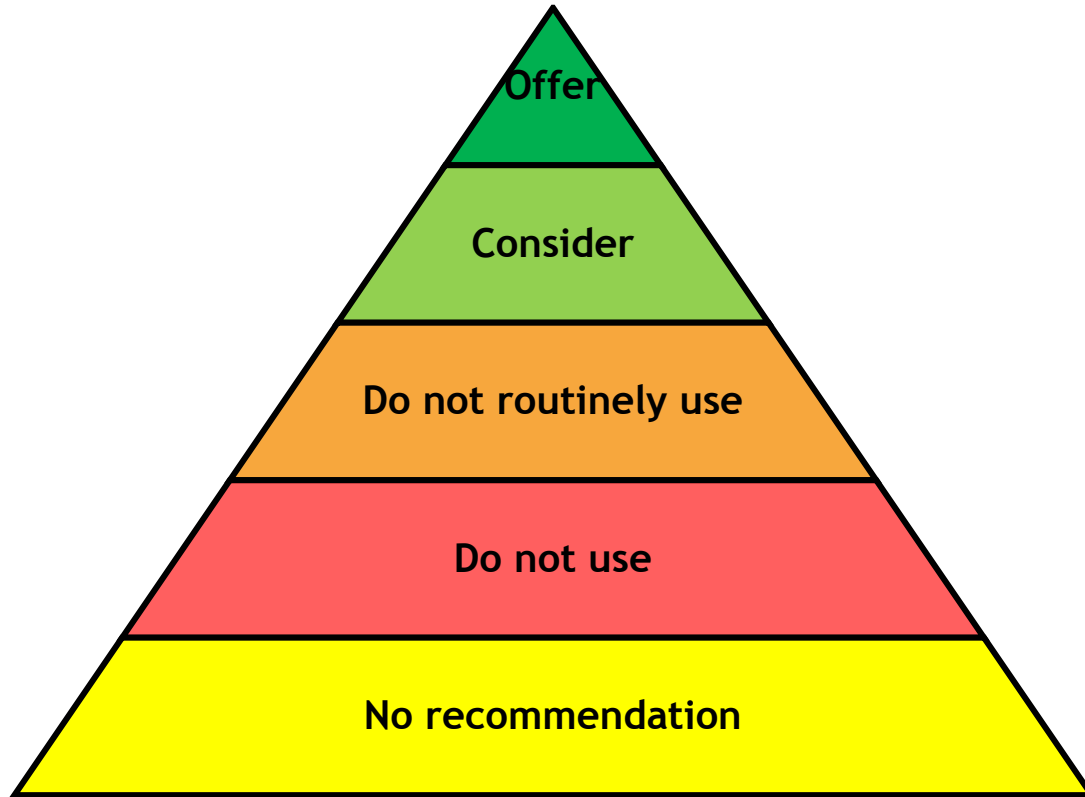 Offer
Consider
Do not routinely use
Do not use
No recommendation